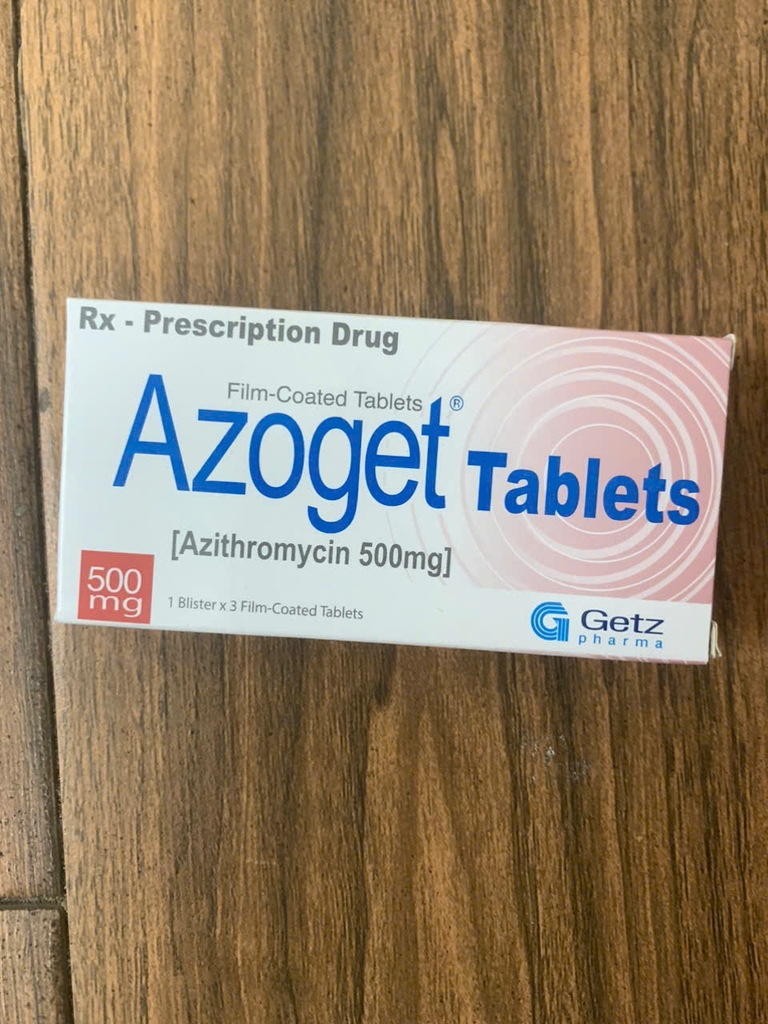 Rx - Prescription Drug
Film-Coated Tablets
Azoget® Tablets
[Azithromycin 500mg]
500
mg
1 Blister x 3 Film-Coated Tablets
Getz
pharma